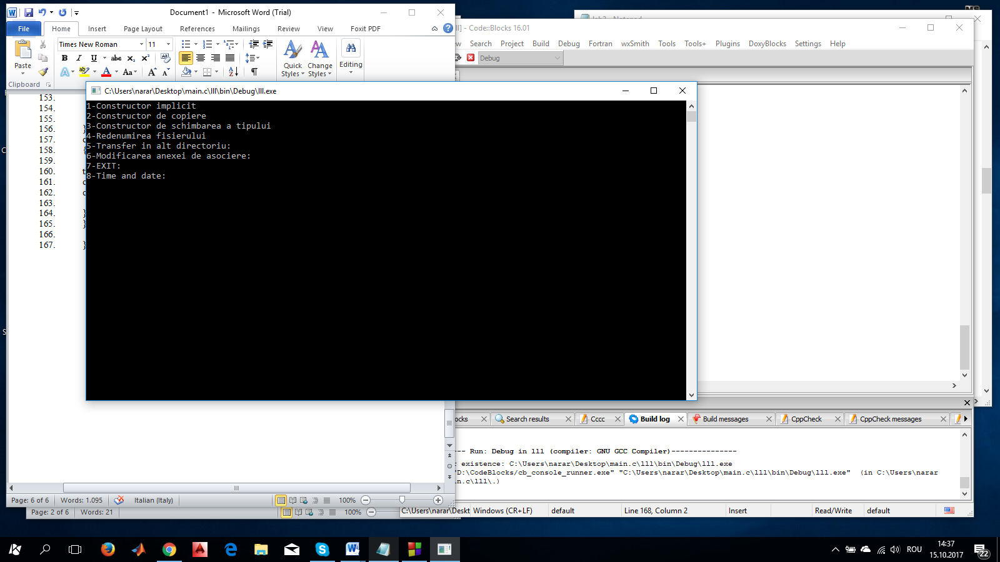 Document1 - Microsoft Word (Trial)
File Home Insert Page Layout References Mailings Review View Foxit PDF
Times New Roman 11
Paste
B I U abc x₂ x²
Quick Styles
Change Styles
Editing
Aa A A
Clipboard
- Code::Blocks 16.01
Search Project Build Debug Fortran wxSmith Tools Tools+ Plugins DoxyBlocks Settings Help
Debug
C:\Users\narar\Desktop\main.c\lll\bin\Debug\lll.exe
1-Constructor implicit
2-Constructor de copiere
3-Constructor de schimbarea a tipului
4-Redenumirea fisierului
5-Transfer in alt directoriu:
6-Modificarea anexei de asociere:
7-EXIT:
8-Time and date:
153.
154.
155.
156. }
157.
158. {
159.
160. t
161.
162.
163.
164. }
165. }
166.
167. }
ocks Search results Cccc Build log Build messages CppCheck CppCheck messages
-- Run: Debug in lll (compiler: GNU GCC Compiler)---------------
existence: C:\Users\narar\Desktop\main.c\lll\bin\Debug\lll.exe
"D:\CodeBlocks/cb_console_runner.exe" "C:\Users\narar\Desktop\main.c\lll\bin\Debug\lll.exe" (in C:\Users\narar
n.c\lll\.)
Page: 6 of 6 Words: 1.095 Italian (Italy) 100%
Page: 2 of 6 Words: 21 100%
C:\Users\narar\Deskt Windows (CR+LF) default Line 168, Column 2 Insert Read/Write default
ROU
14:37
15.10.2017
22